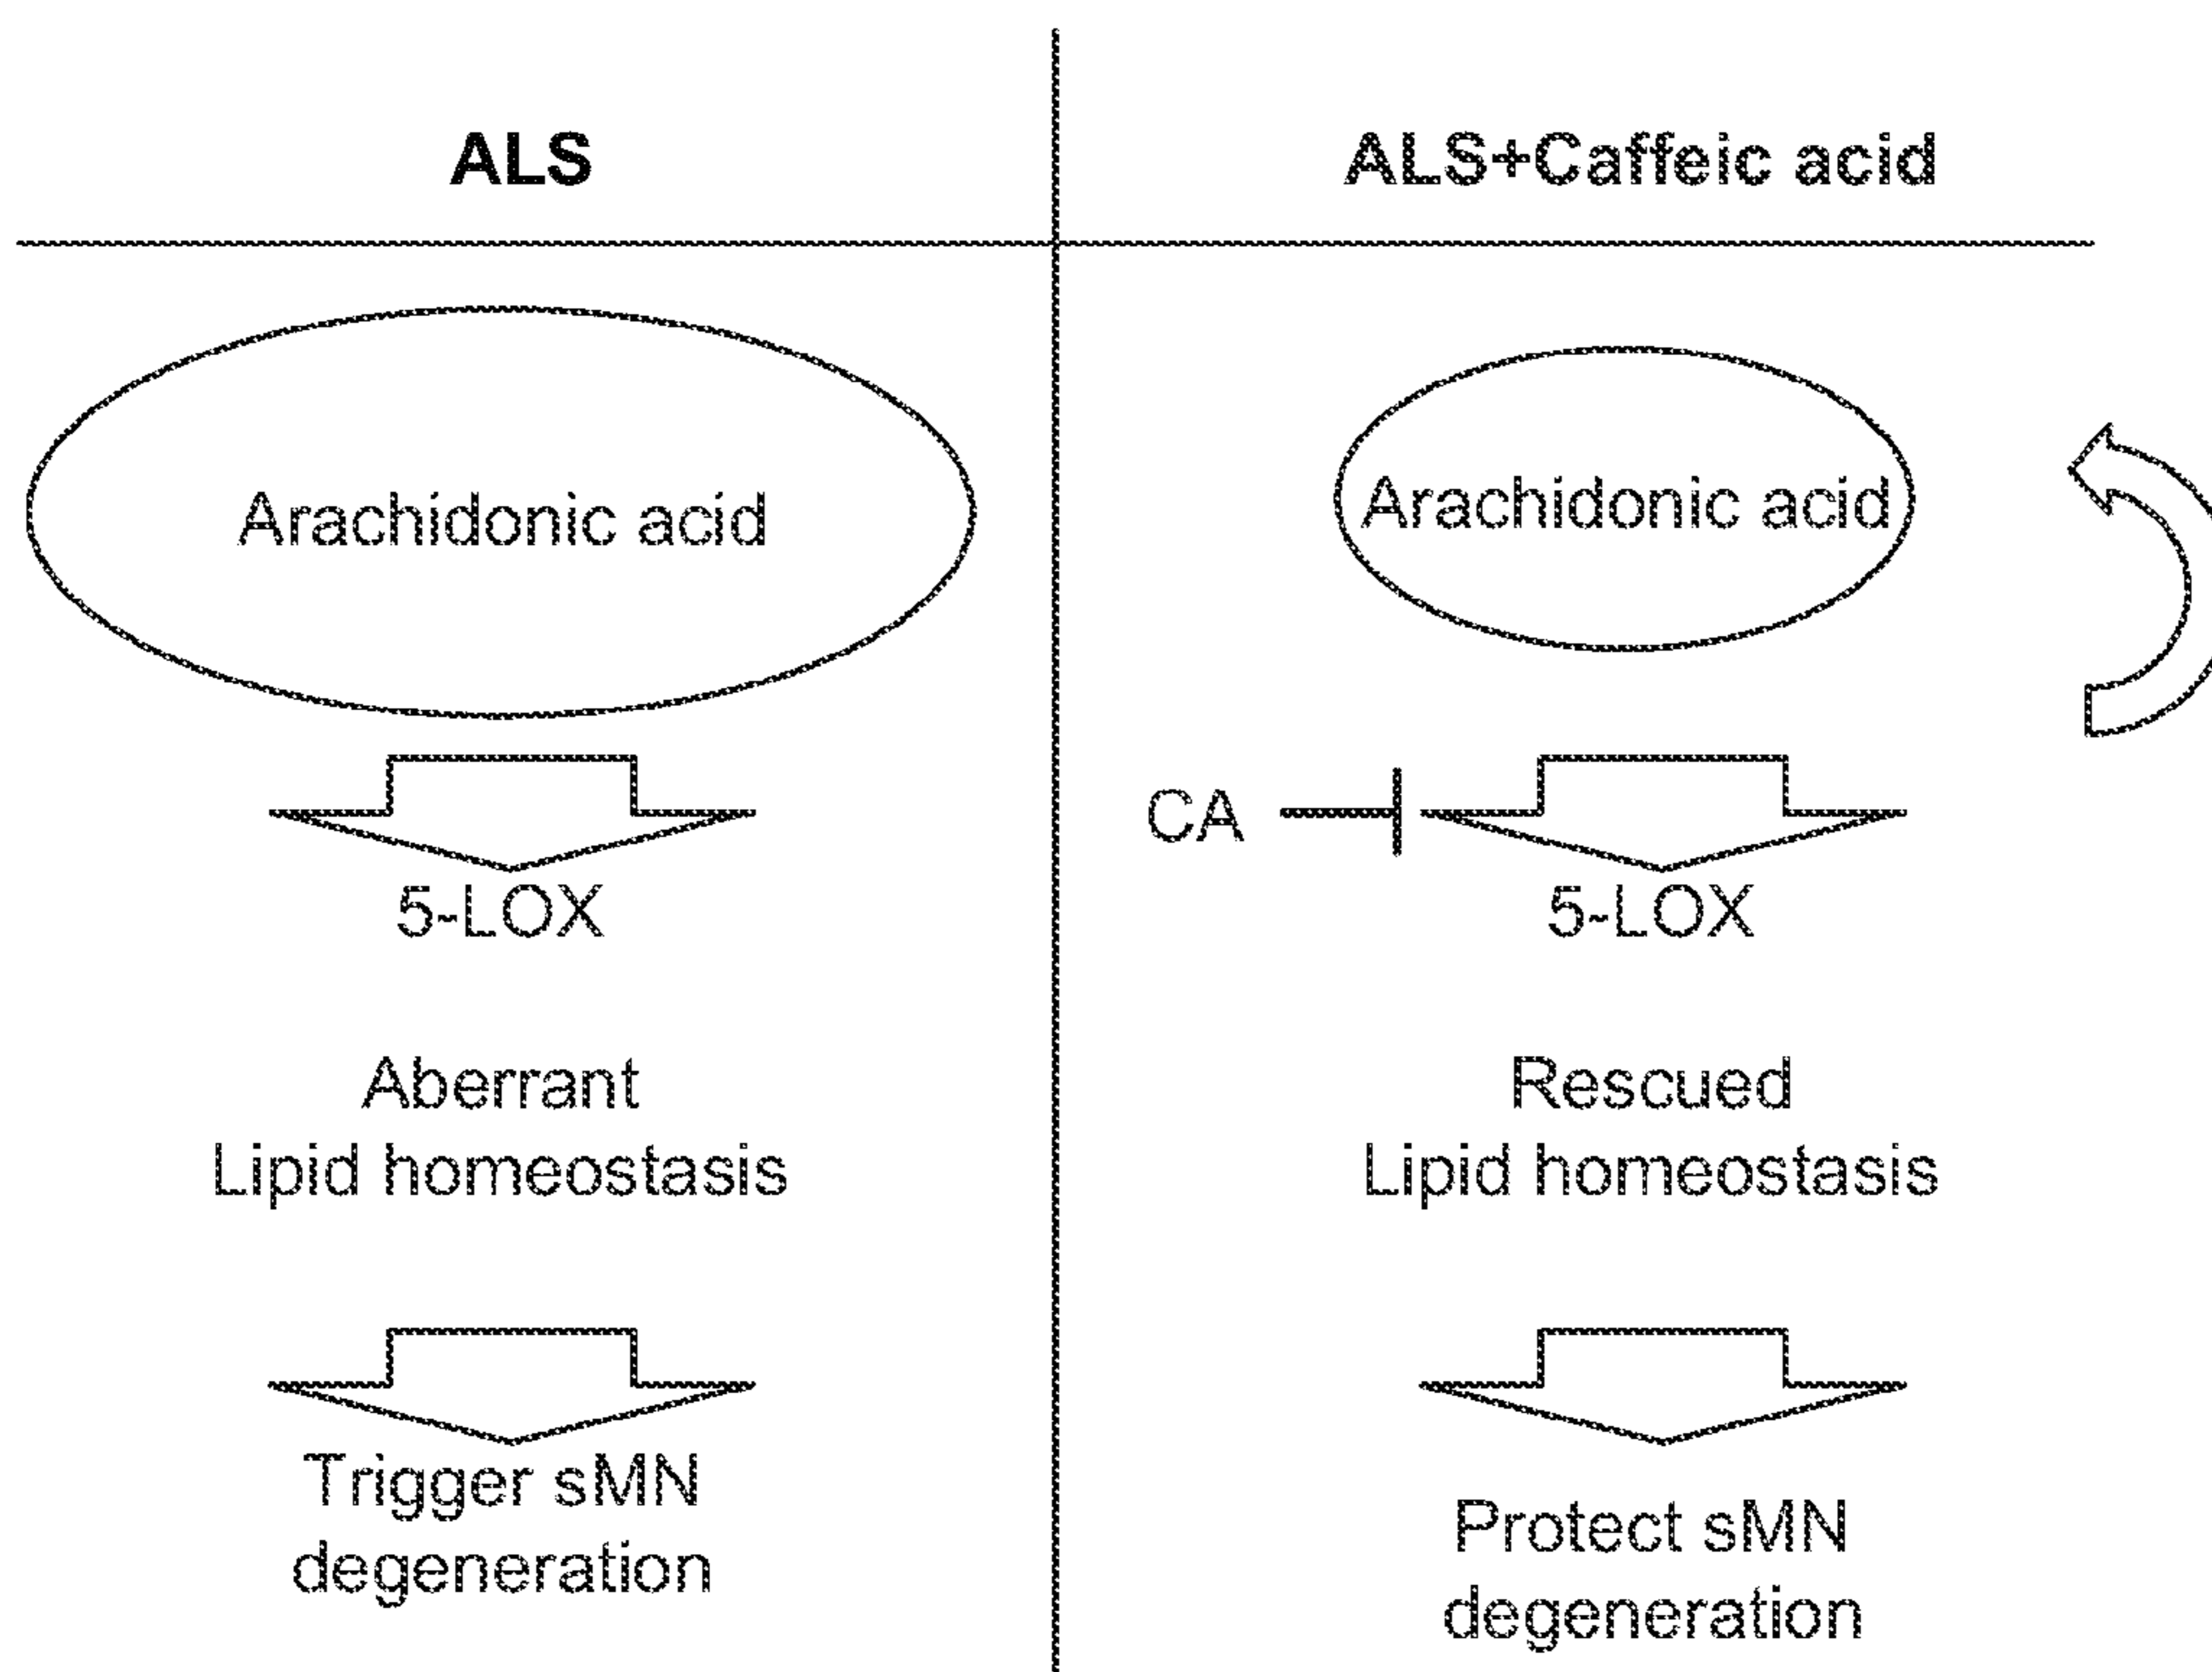 ALS
Arachidonic acid
5-LOX
Aberrant
Lipid homeostasis
Trigger sMN
degeneration
ALS+Caffeic acid
Arachidonic acid
CA
5-LOX
Rescued
Lipid homeostasis
Protect sMN
degeneration